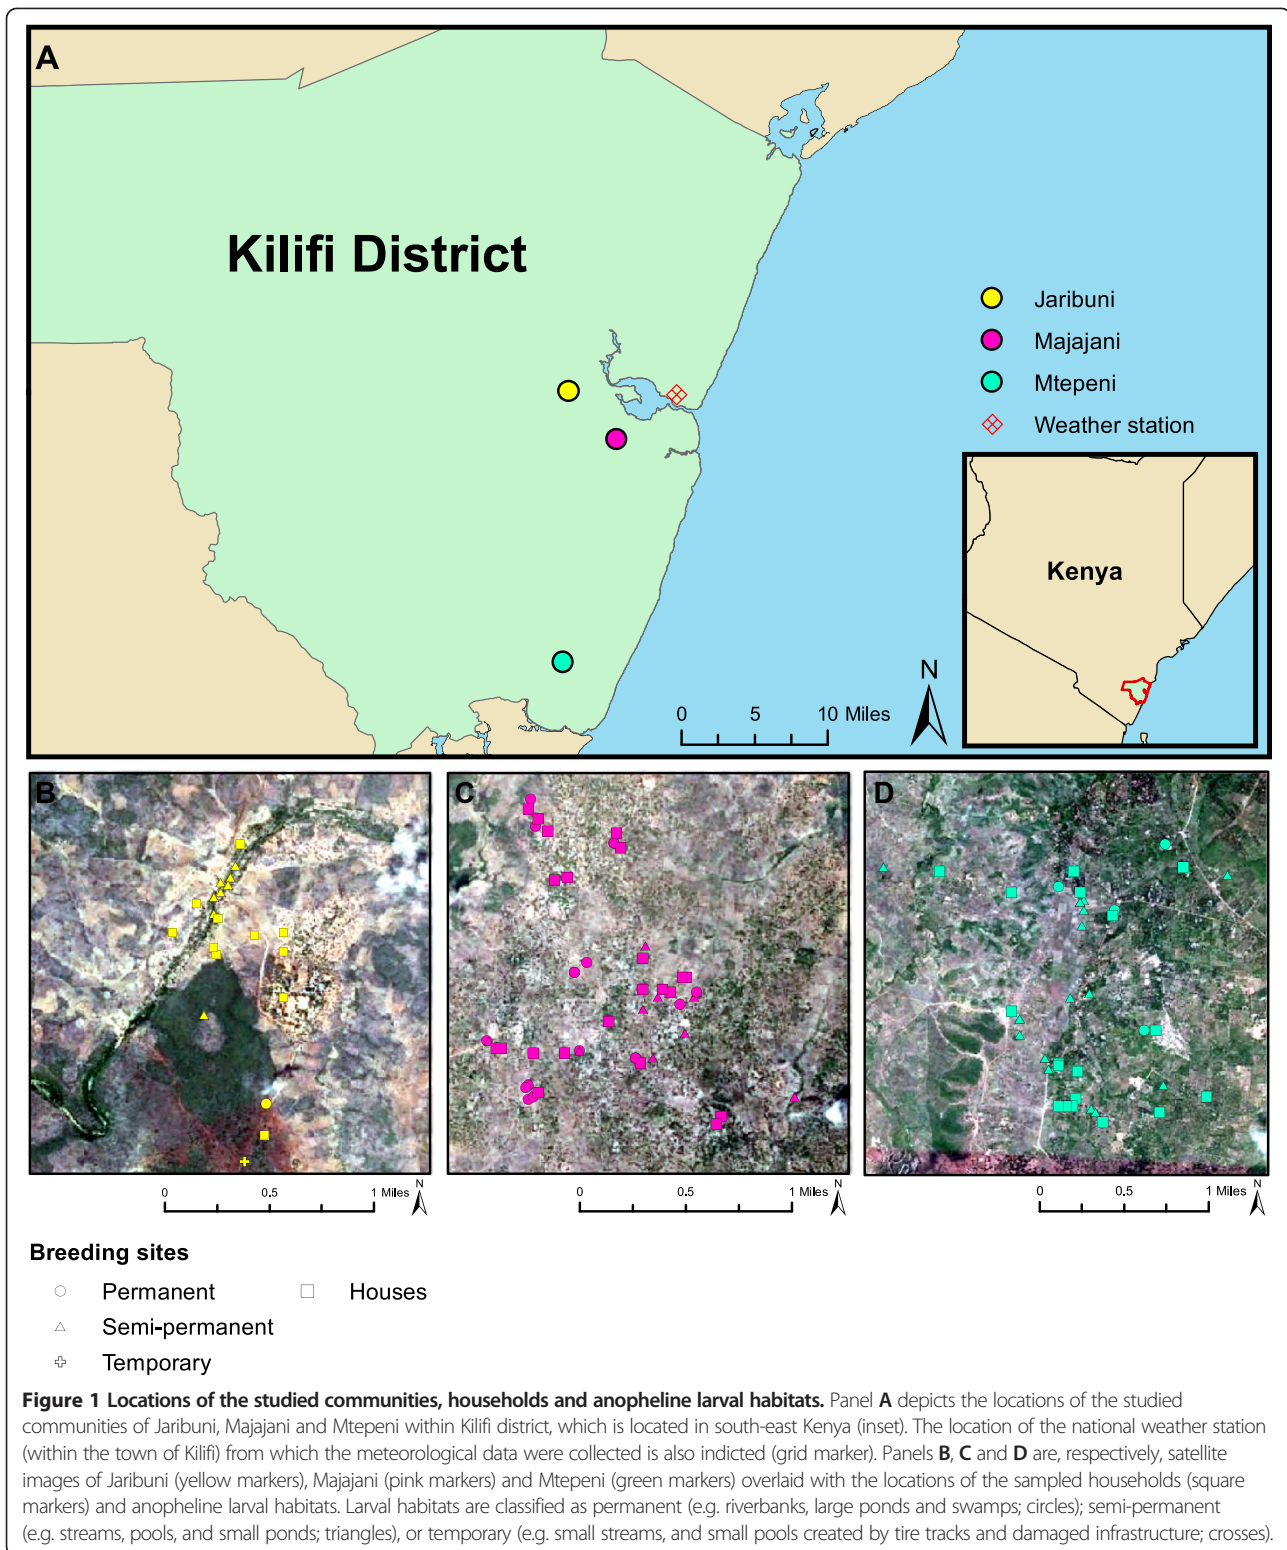 A
Kilifi District
Jaribuni
Majajani
Mtepeni
Weather station
Kenya
N
0 5 10 Miles
B
C
D
0 0.5 1 Miles
N
0 0.5 1 Miles
N
0 0.5 1 Miles
N
Breeding sites
Permanent
Houses
Semi-permanent
Temporary
Figure 1 Locations of the studied communities, households and anopheline larval habitats. Panel A depicts the locations of the studied
communities of Jaribuni, Majajani and Mtepeni within Kilifi district, which is located in south-east Kenya (inset). The location of the national weather station
(within the town of Kilifi) from which the meteorological data were collected is also indicted (grid marker). Panels B, C and D are, respectively, satellite
images of Jaribuni (yellow markers), Majajani (pink markers) and Mtepeni (green markers) overlaid with the locations of the sampled households (square
markers) and anopheline larval habitats. Larval habitats are classified as permanent (e.g. riverbanks, large ponds and swamps; circles); semi-permanent
(e.g. streams, pools, and small ponds; triangles), or temporary (e.g. small streams, and small pools created by tire tracks and damaged infrastructure; crosses).